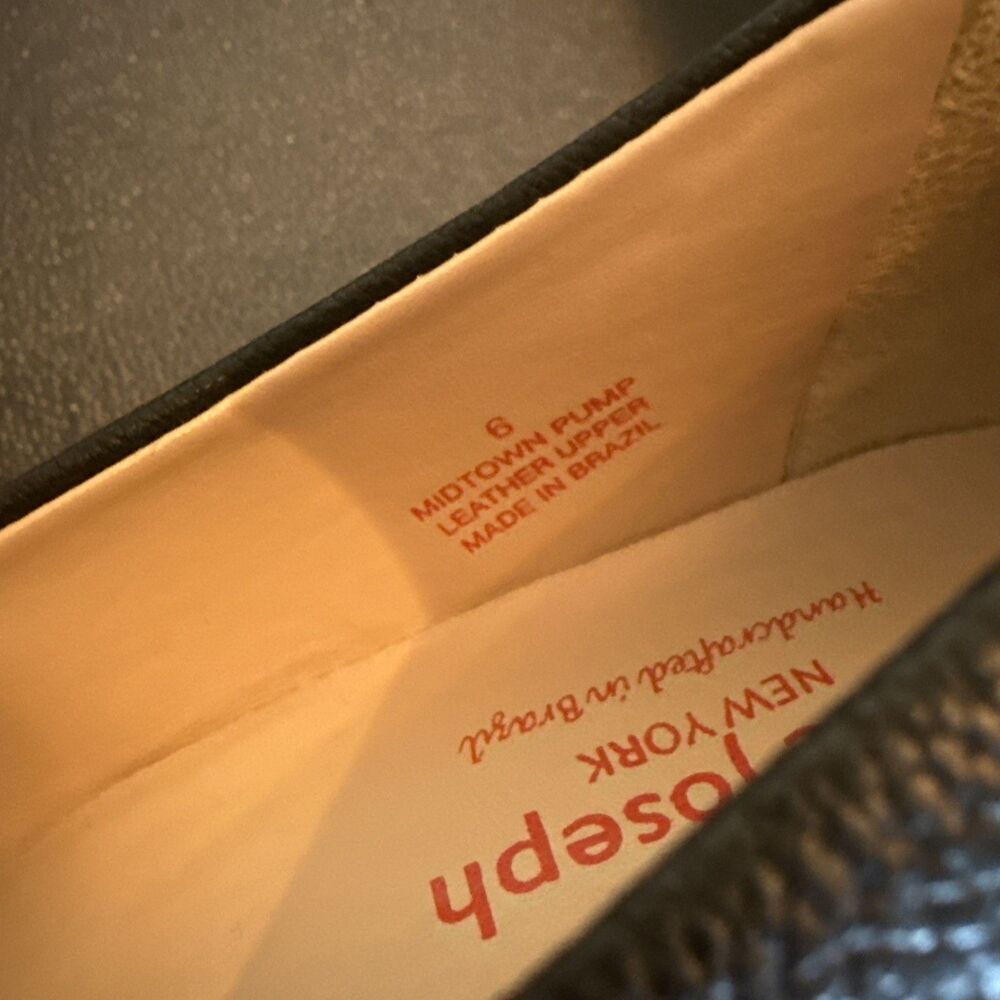 6
MIDTOWN PUMP
LEATHER UPPER
MADE IN BRAZIL
Joseph
NEW YORK
Handcrafted in Brazil